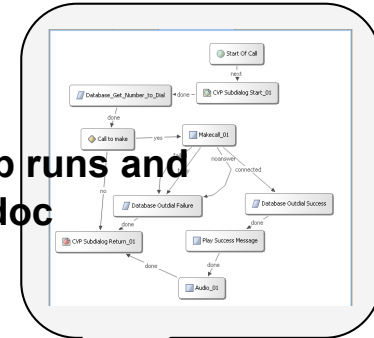 Start Of Call
next
Database_Get_Number_to_Dial
done
CVP Subdialog Start_01
done
Call to make
yes
Makecall_01
o runs and
noanswer
connected
no
doc
Database Outdial Failure
Database Outdial Success
done
done
CVP Subdialog Return_01
Play Success Message
done
done
Audio_01